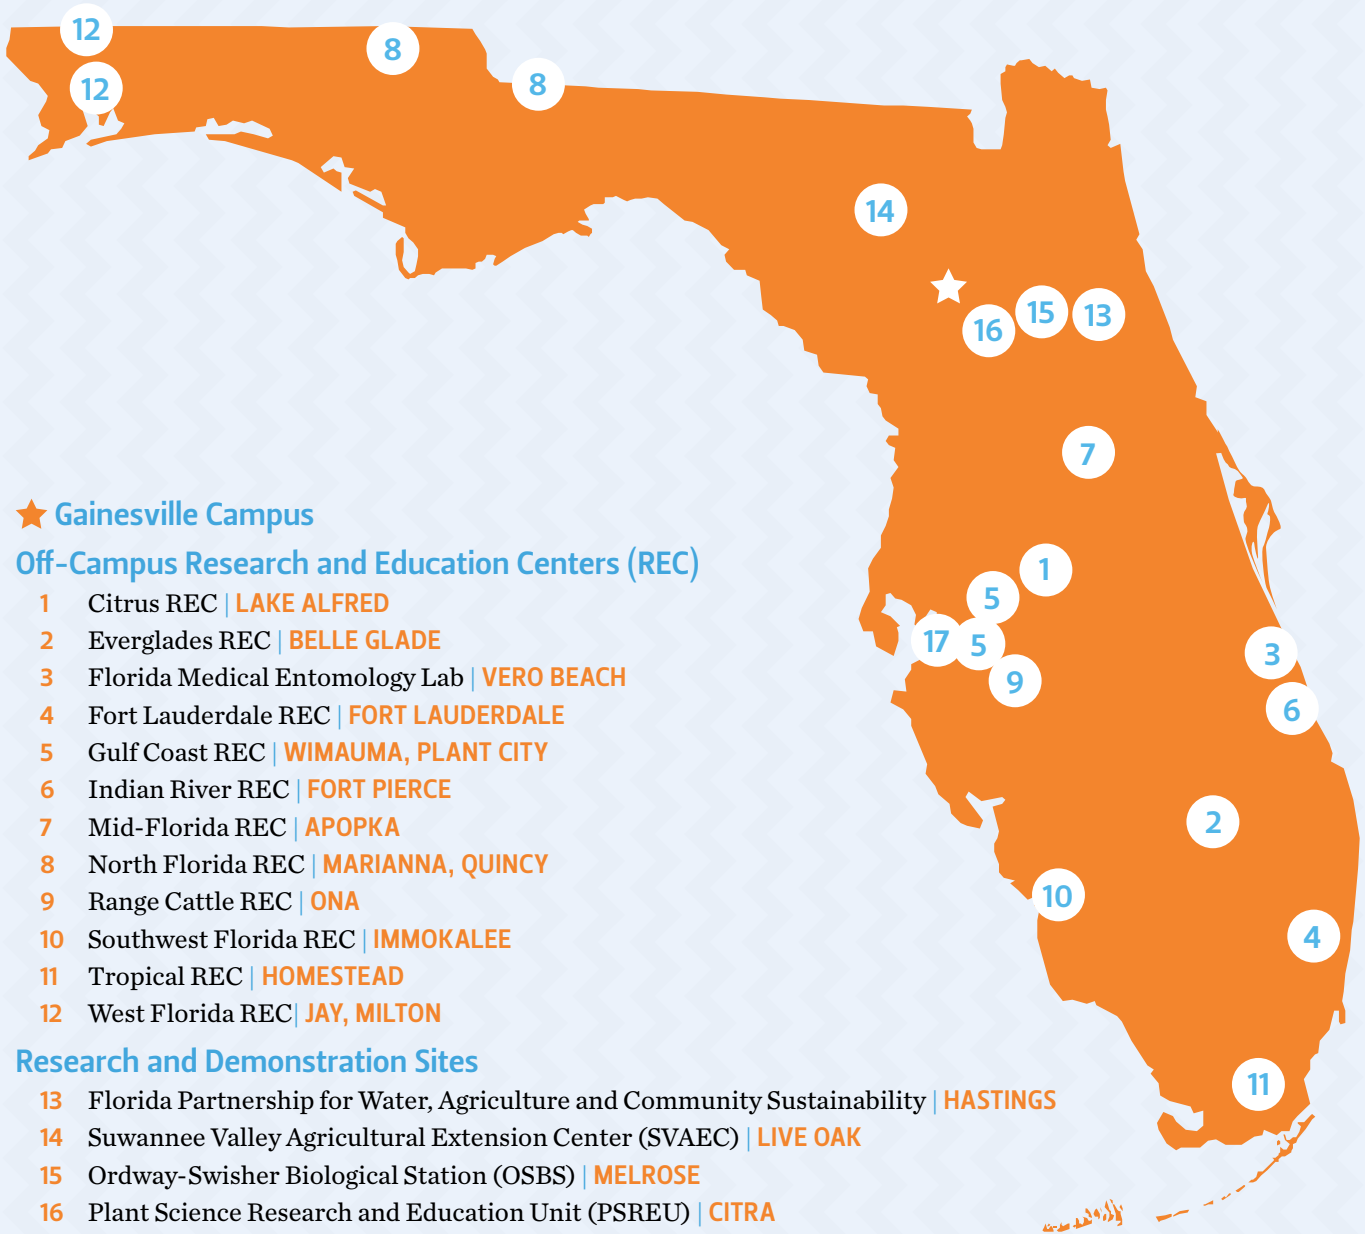 12
8
12
8
14
16
15
13
7
1
5
17
5
9
3
6
2
10
4
11
Gainesville Campus
Off-Campus Research and Education Centers (REC)
1 Citrus REC | LAKE ALFRED
2 Everglades REC | BELLE GLADE
3 Florida Medical Entomology Lab | VERO BEACH
4 Fort Lauderdale REC | FORT LAUDERDALE
5 Gulf Coast REC | WIMAUMA, PLANT CITY
6 Indian River REC | FORT PIERCE
7 Mid-Florida REC | APOPKA
8 North Florida REC | MARIANNA, QUINCY
9 Range Cattle REC | ONA
10 Southwest Florida REC | IMMOKALEE
11 Tropical REC | HOMESTEAD
12 West Florida REC| JAY, MILTON
Research and Demonstration Sites
13 Florida Partnership for Water, Agriculture and Community Sustainability | HASTINGS
14 Suwannee Valley Agricultural Extension Center (SVAEC) | LIVE OAK
15 Ordway-Swisher Biological Station (OSBS) | MELROSE
16 Plant Science Research and Education Unit (PSREU) | CITRA